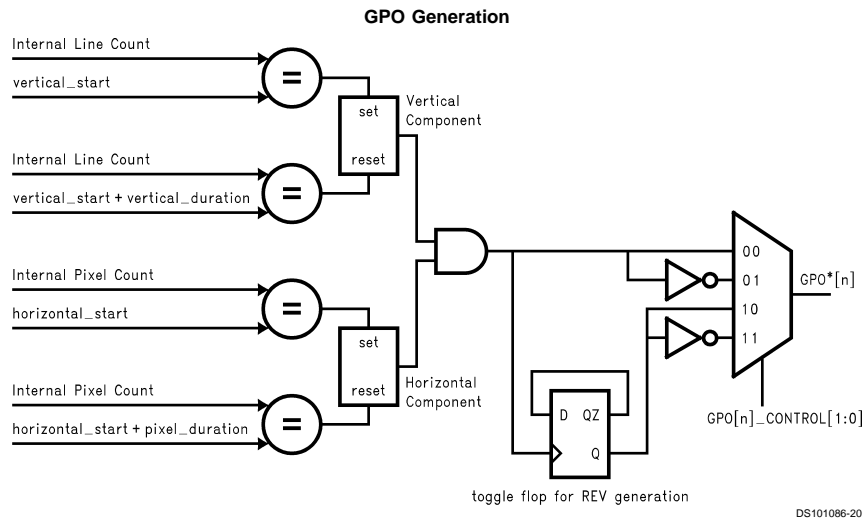 GPO Generation
Internal Line Count
vertical_start
=
set
reset
Vertical
Component
Internal Line Count
vertical_start + vertical_duration
=
Internal Pixel Count
horizontal_start
=
set
reset
Horizontal
Component
Internal Pixel Count
horizontal_start + pixel_duration
=
00
01
10
11
GPO*[n]
GPO[n]_CONTROL[1:0]
D QZ
Q
toggle flop for REV generation
DS101086-20